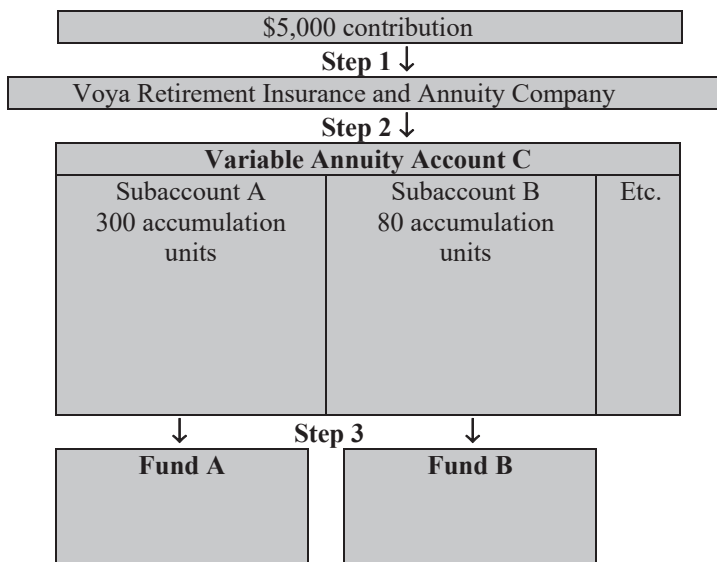 $5,000 contribution
Step 1 ↓
Voya Retirement Insurance and Annuity Company
Step 2 ↓
Variable Annuity Account C
Subaccount A
300 accumulation
units
Subaccount B
80 accumulation
units
Etc.
↓ Step 3 ↓
Fund A
Fund B